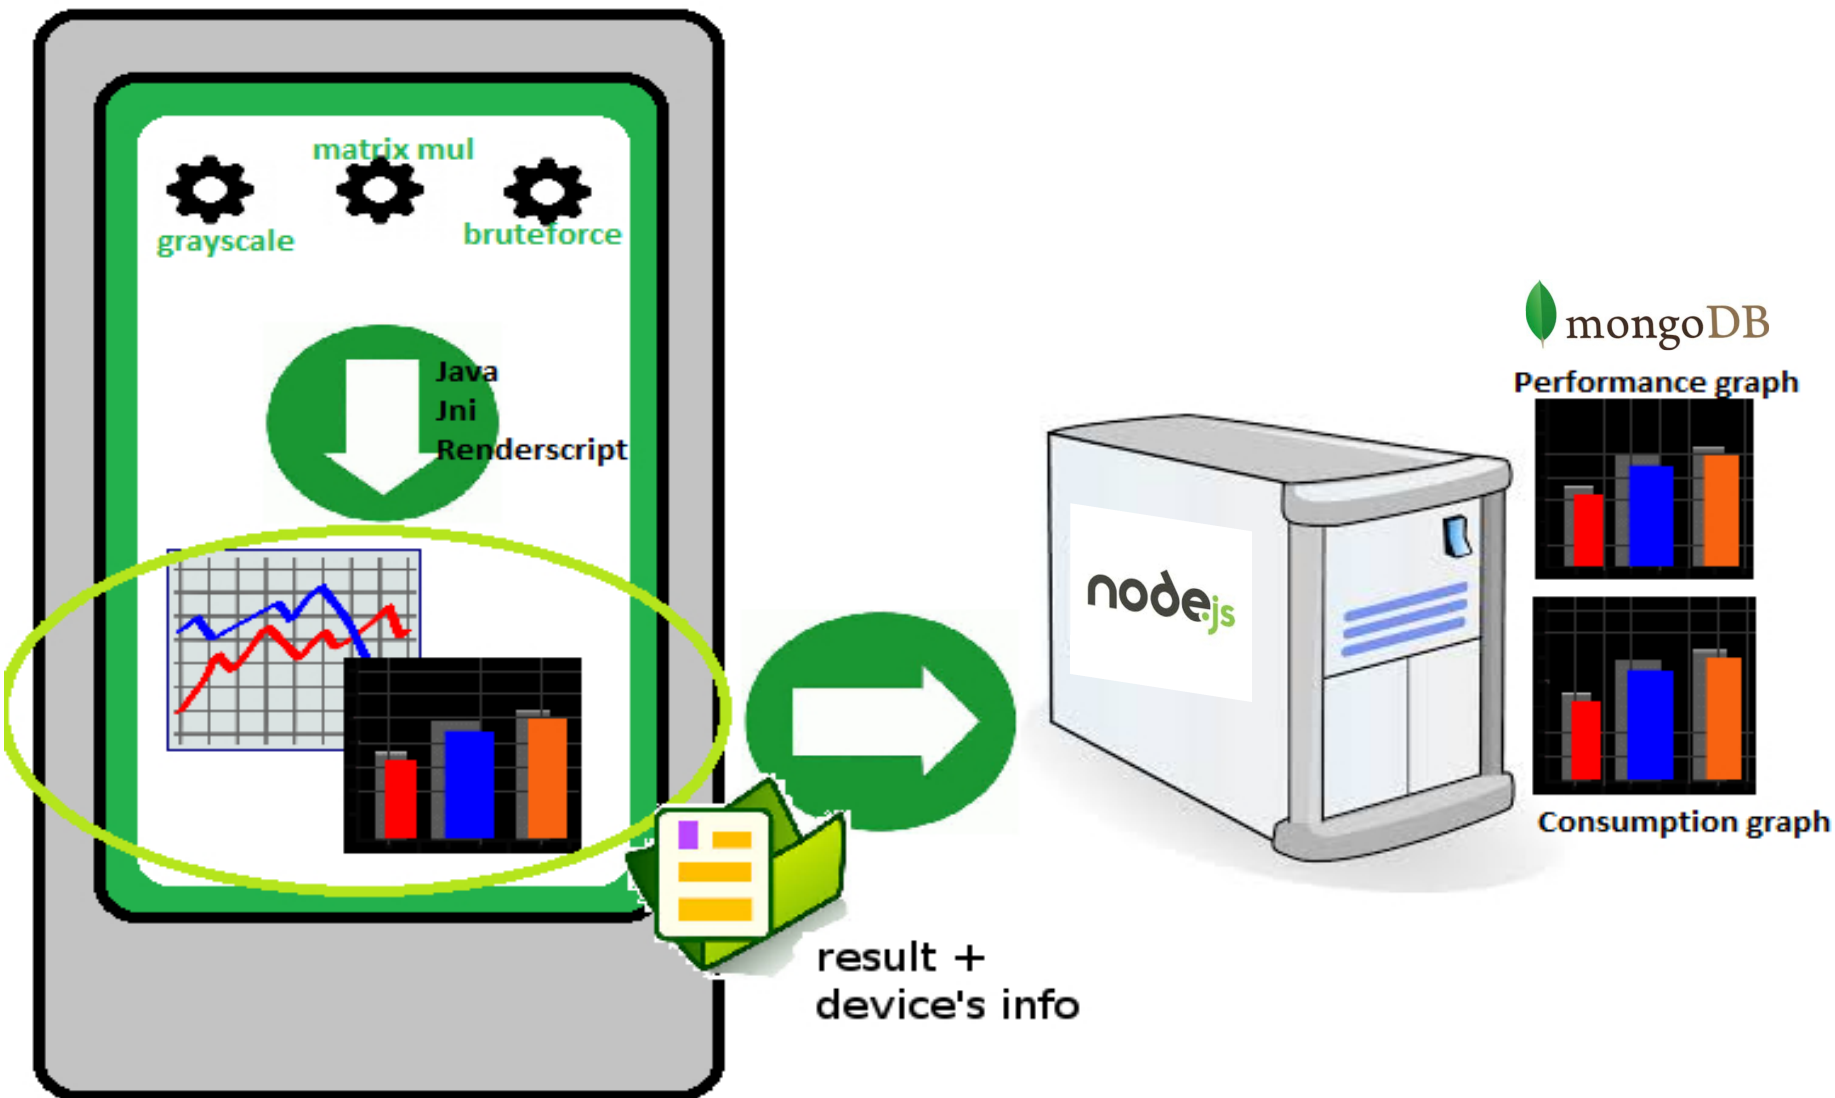 matrix mul
grayscale
bruteforce
Java
Jni
Renderscript
result +
device's info
node.js
mongoDB
Performance graph
Consumption graph